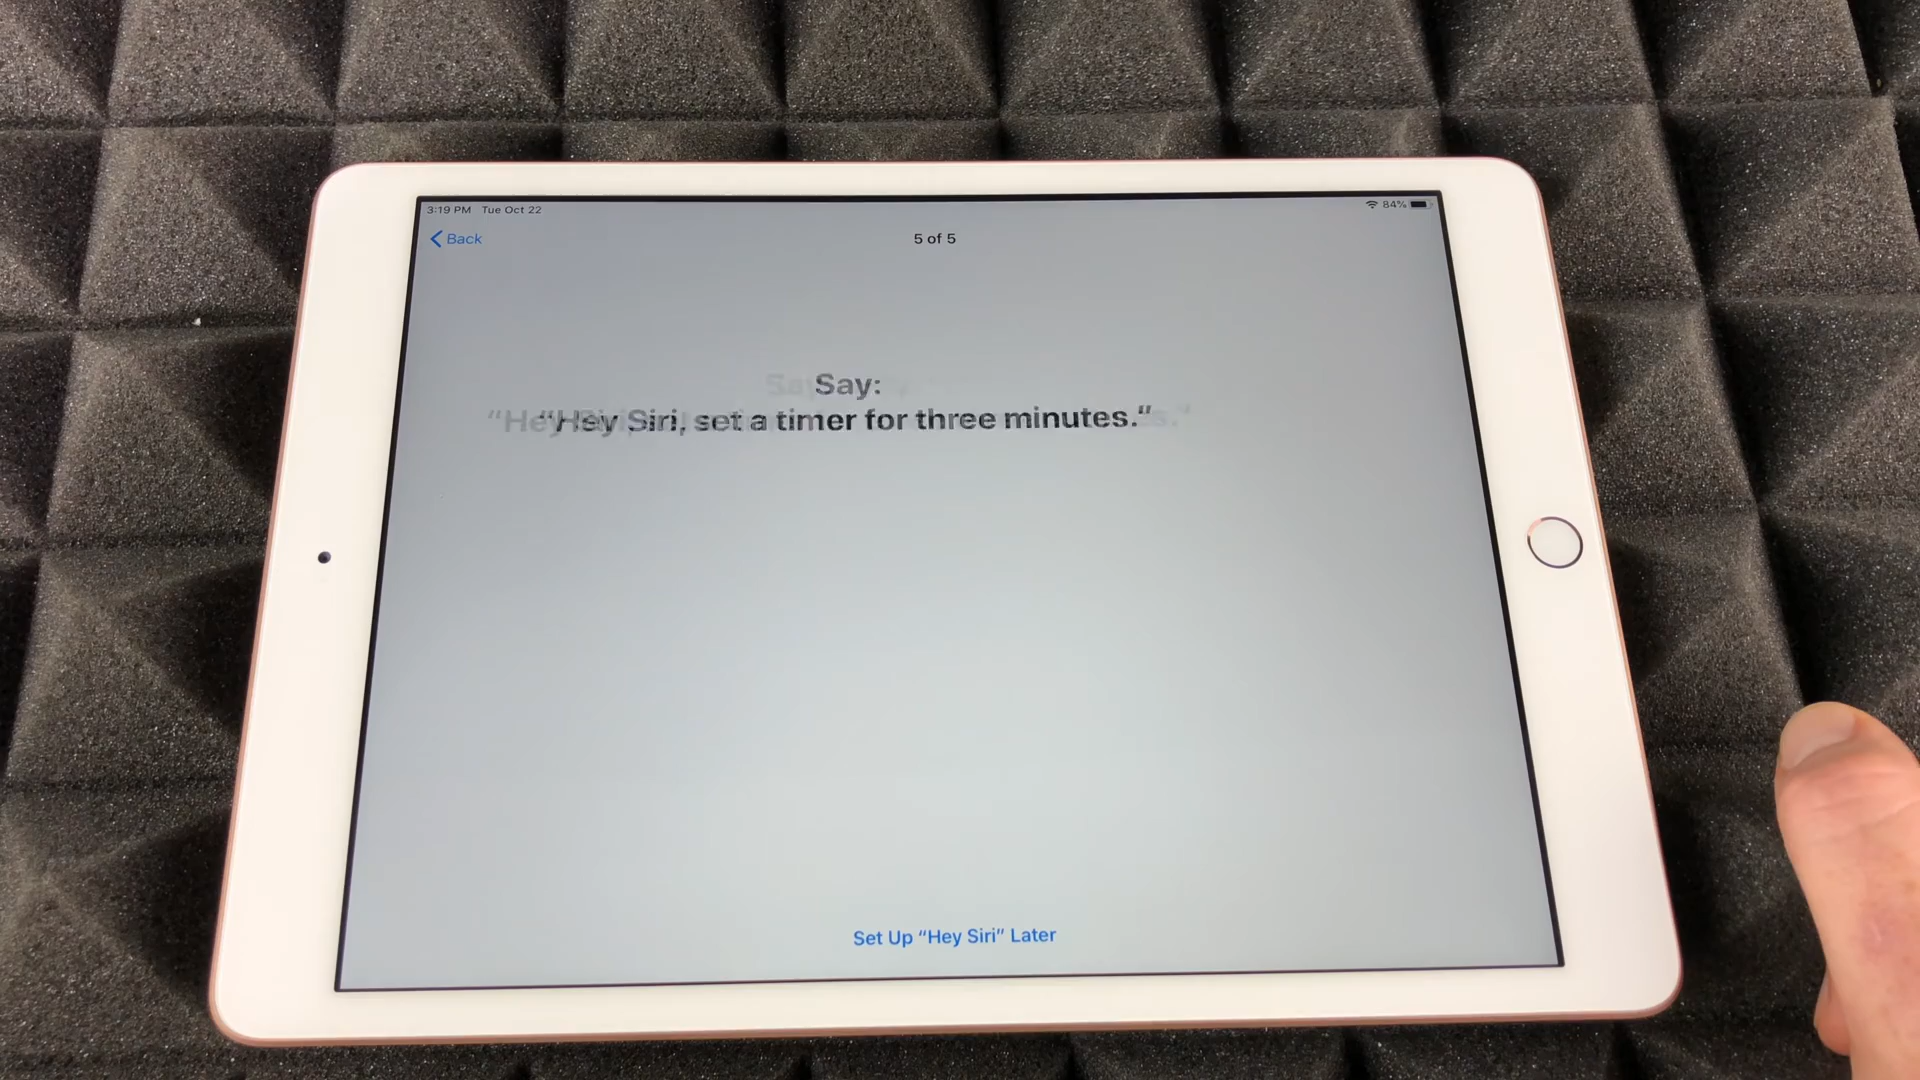 3:19 PM Tue Oct 22
84%
Back
5 of 5
Say:
“Hey Siri, set a timer for three minutes.”
Set Up “Hey Siri” Later